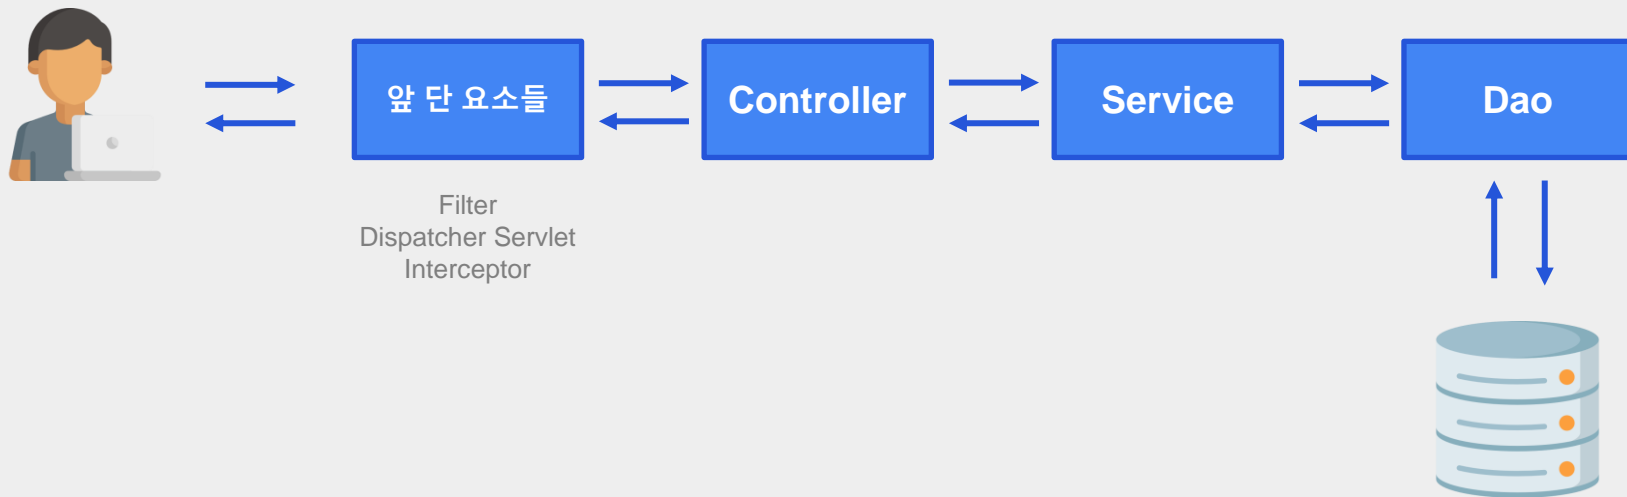 앞 단 요소들
Controller
Service
Dao
Filter
Dispatcher Servlet
Interceptor